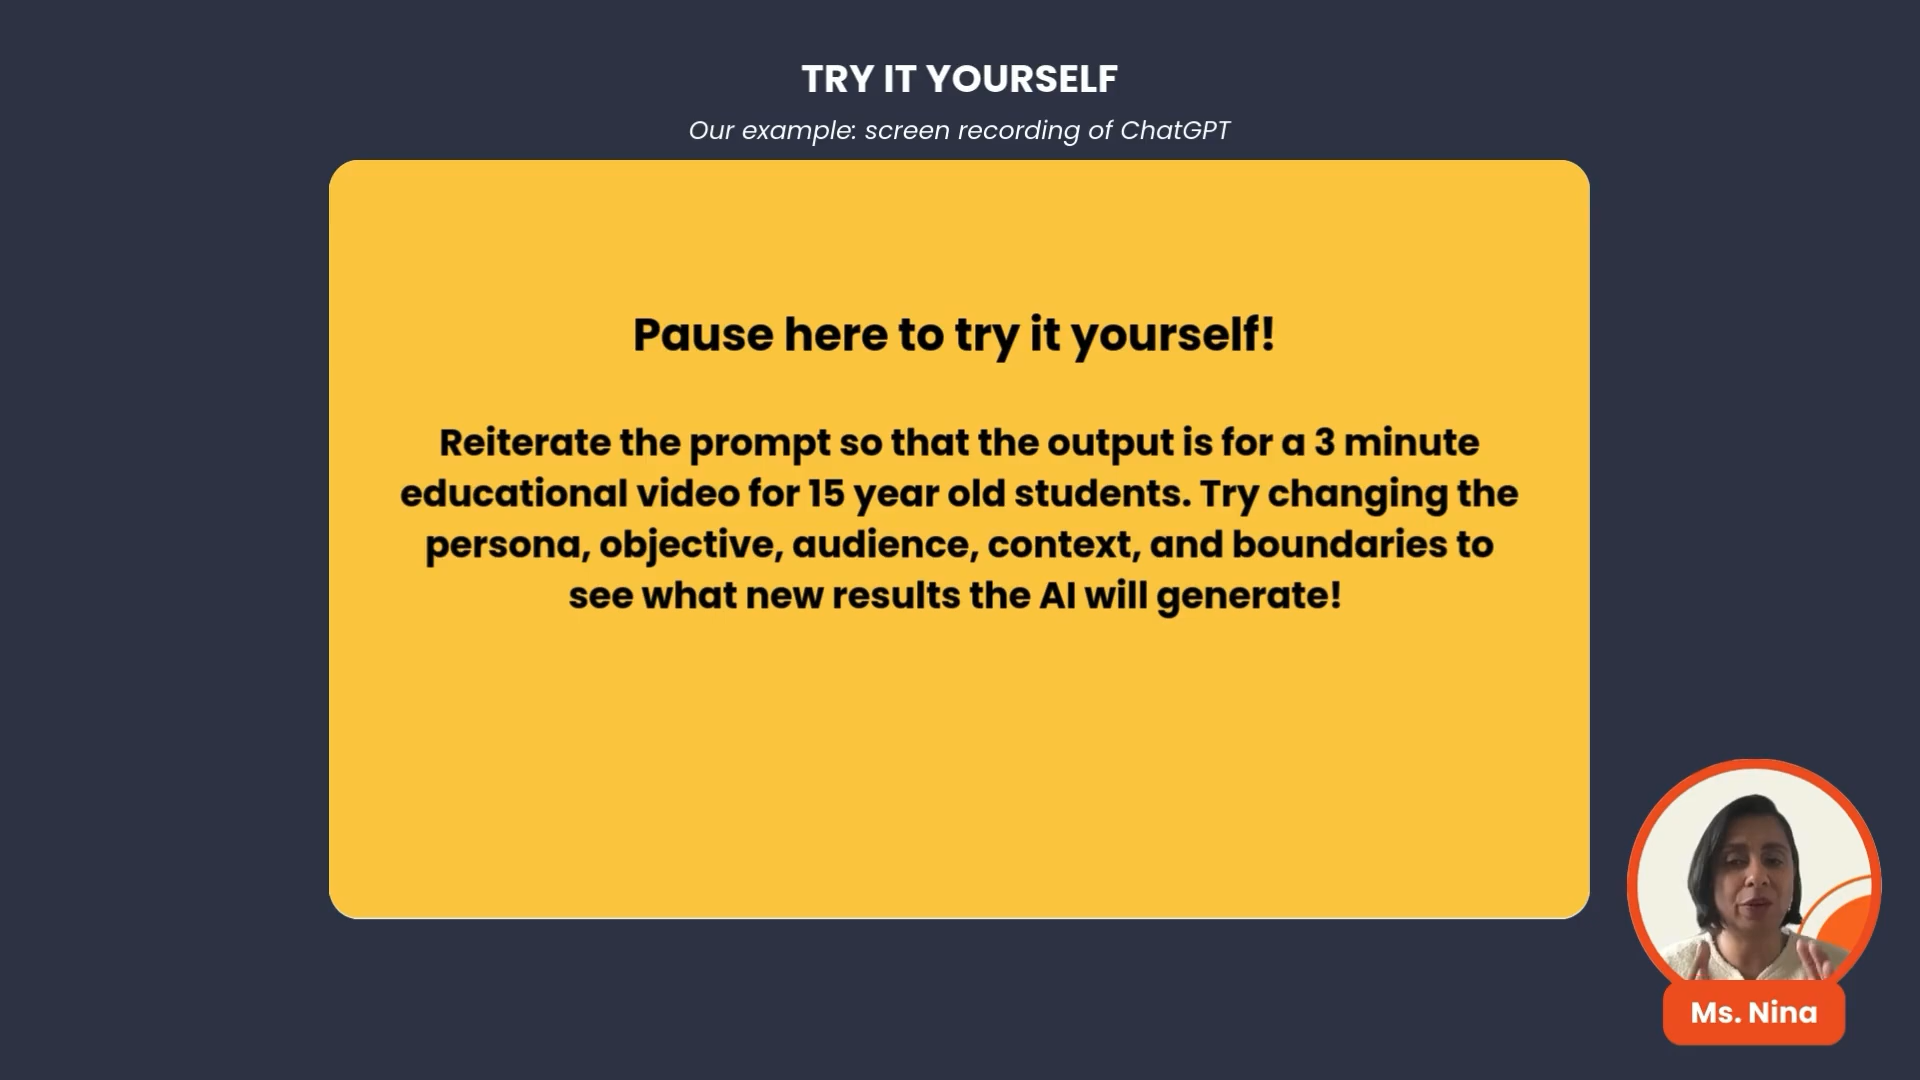 TRY IT YOURSELF
Our example: screen recording of ChatGPT
Pause here to try it yourself!
Reiterate the prompt so that the output is for a 3 minute
educational video for 15 year old students. Try changing the
persona, objective, audience, context, and boundaries to
see what new results the AI will generate!
Ms. Nina